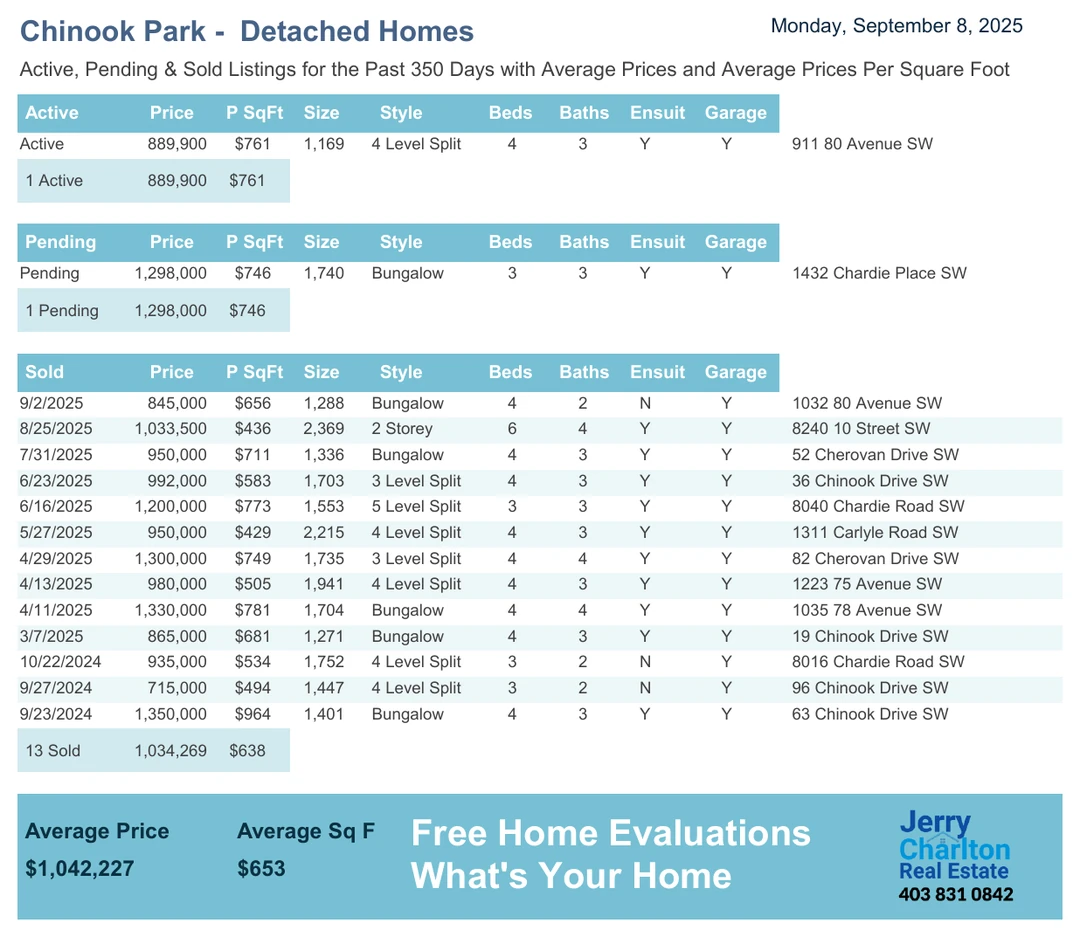 Chinook Park -  Detached Homes
Monday, September 8, 2025
Active, Pending & Sold Listings for the Past 350 Days with Average Prices and Average Prices Per Square Foot
Active Price P SqFt Size Style Beds Baths Ensuit Garage
Active 889,900 $761 1,169 4 Level Split 4 3 Y Y 911 80 Avenue SW
1 Active 889,900 $761
Pending Price P SqFt Size Style Beds Baths Ensuit Garage
Pending 1,298,000 $746 1,740 Bungalow 3 3 Y Y 1432 Chardie Place SW
1 Pending 1,298,000 $746
Sold Price P SqFt Size Style Beds Baths Ensuit Garage
9/2/2025 845,000 $656 1,288 Bungalow 4 2 N Y 1032 80 Avenue SW
8/25/2025 1,033,500 $436 2,369 2 Storey 6 4 Y Y 8240 10 Street SW
7/31/2025 950,000 $711 1,336 Bungalow 4 3 Y Y 52 Cherovan Drive SW
6/23/2025 992,000 $583 1,703 3 Level Split 4 3 Y Y 36 Chinook Drive SW
6/16/2025 1,200,000 $773 1,553 5 Level Split 3 3 Y Y 8040 Chardie Road SW
5/27/2025 950,000 $429 2,215 4 Level Split 4 3 Y Y 1311 Carlyle Road SW
4/29/2025 1,300,000 $749 1,735 3 Level Split 4 4 Y Y 82 Cherovan Drive SW
4/13/2025 980,000 $505 1,941 4 Level Split 4 3 Y Y 1223 75 Avenue SW
4/11/2025 1,330,000 $781 1,704 Bungalow 4 4 Y Y 1035 78 Avenue SW
3/7/2025 865,000 $681 1,271 Bungalow 4 3 Y Y 19 Chinook Drive SW
10/22/2024 935,000 $534 1,752 4 Level Split 3 2 N Y 8016 Chardie Road SW
9/27/2024 715,000 $494 1,447 4 Level Split 3 2 N Y 96 Chinook Drive SW
9/23/2024 1,350,000 $964 1,401 Bungalow 4 3 Y Y 63 Chinook Drive SW
13 Sold 1,034,269 $638
Average Price Average Sq F
$1,042,227 $653
Free Home Evaluations
What's Your Home
Jerry
Charlton
Real Estate
403 831 0842